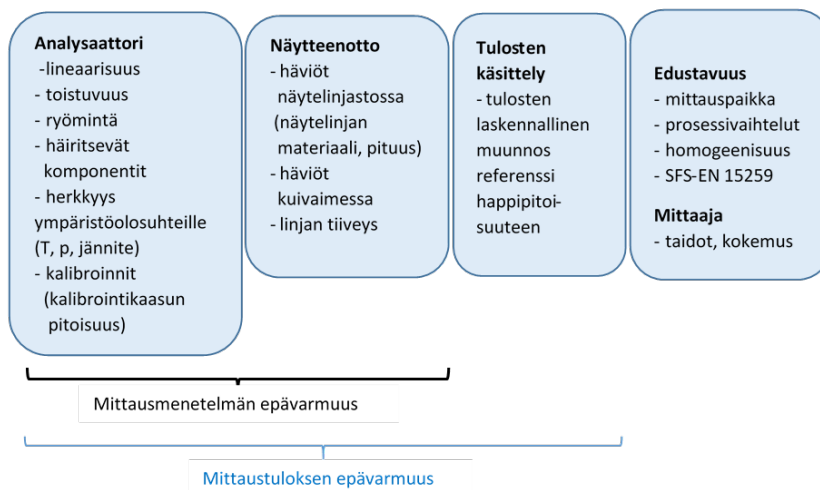 Analysaattori
-lineaarisuus
- toistuvuus
- ryömintä
- häiritsevät
komponentit
- herkkyys
ympäristöolosuhteille
(T, p, jännite)
- kalibroinnit
(kalibrointikaasun
pitoisuus)
Näytteenotto
- häviöt
näytelinjastossa
(näytelinjan
materiaali, pituus)
- häviöt
kuivaimessa
- linjan tiiveys
Tulosten
käsittely
- tulosten
laskennallinen
muunnos
referenssi
happipitoi-
suuteen
Edustavuus
- mittauspaikka
- prosessivaihtelut
- homogeenisuus
- SFS-EN 15259
Mittaaja
- taidot, kokemus
Mittausmenetelmän epävarmuus
Mittaustuloksen epävarmuus